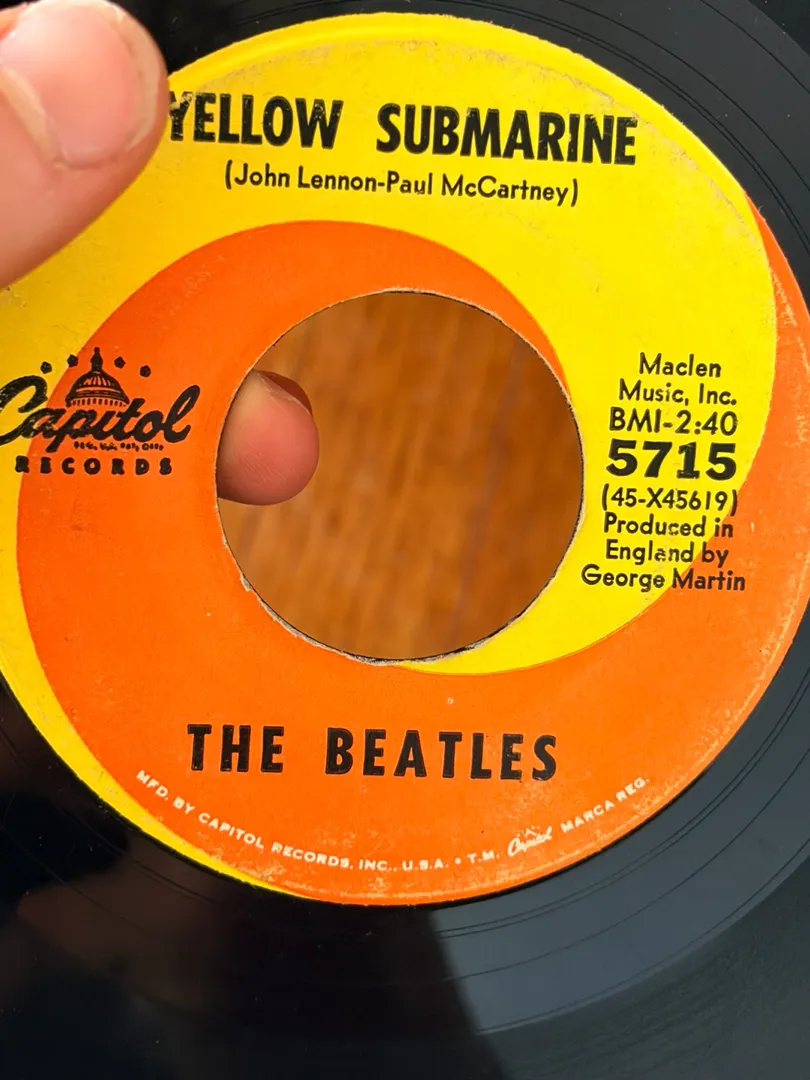 YELLOW SUBMARINE
(John Lennon-Paul McCartney)
Capitol
RECORDS
Maclen
Music, Inc.
BMI-2:40
5715
(45-X45619)
Produced in
England by
George Martin
THE BEATLES
MFD. BY CAPITOL RECORDS, INC., U.S.A. • T.M. Capitol MARCA REG.